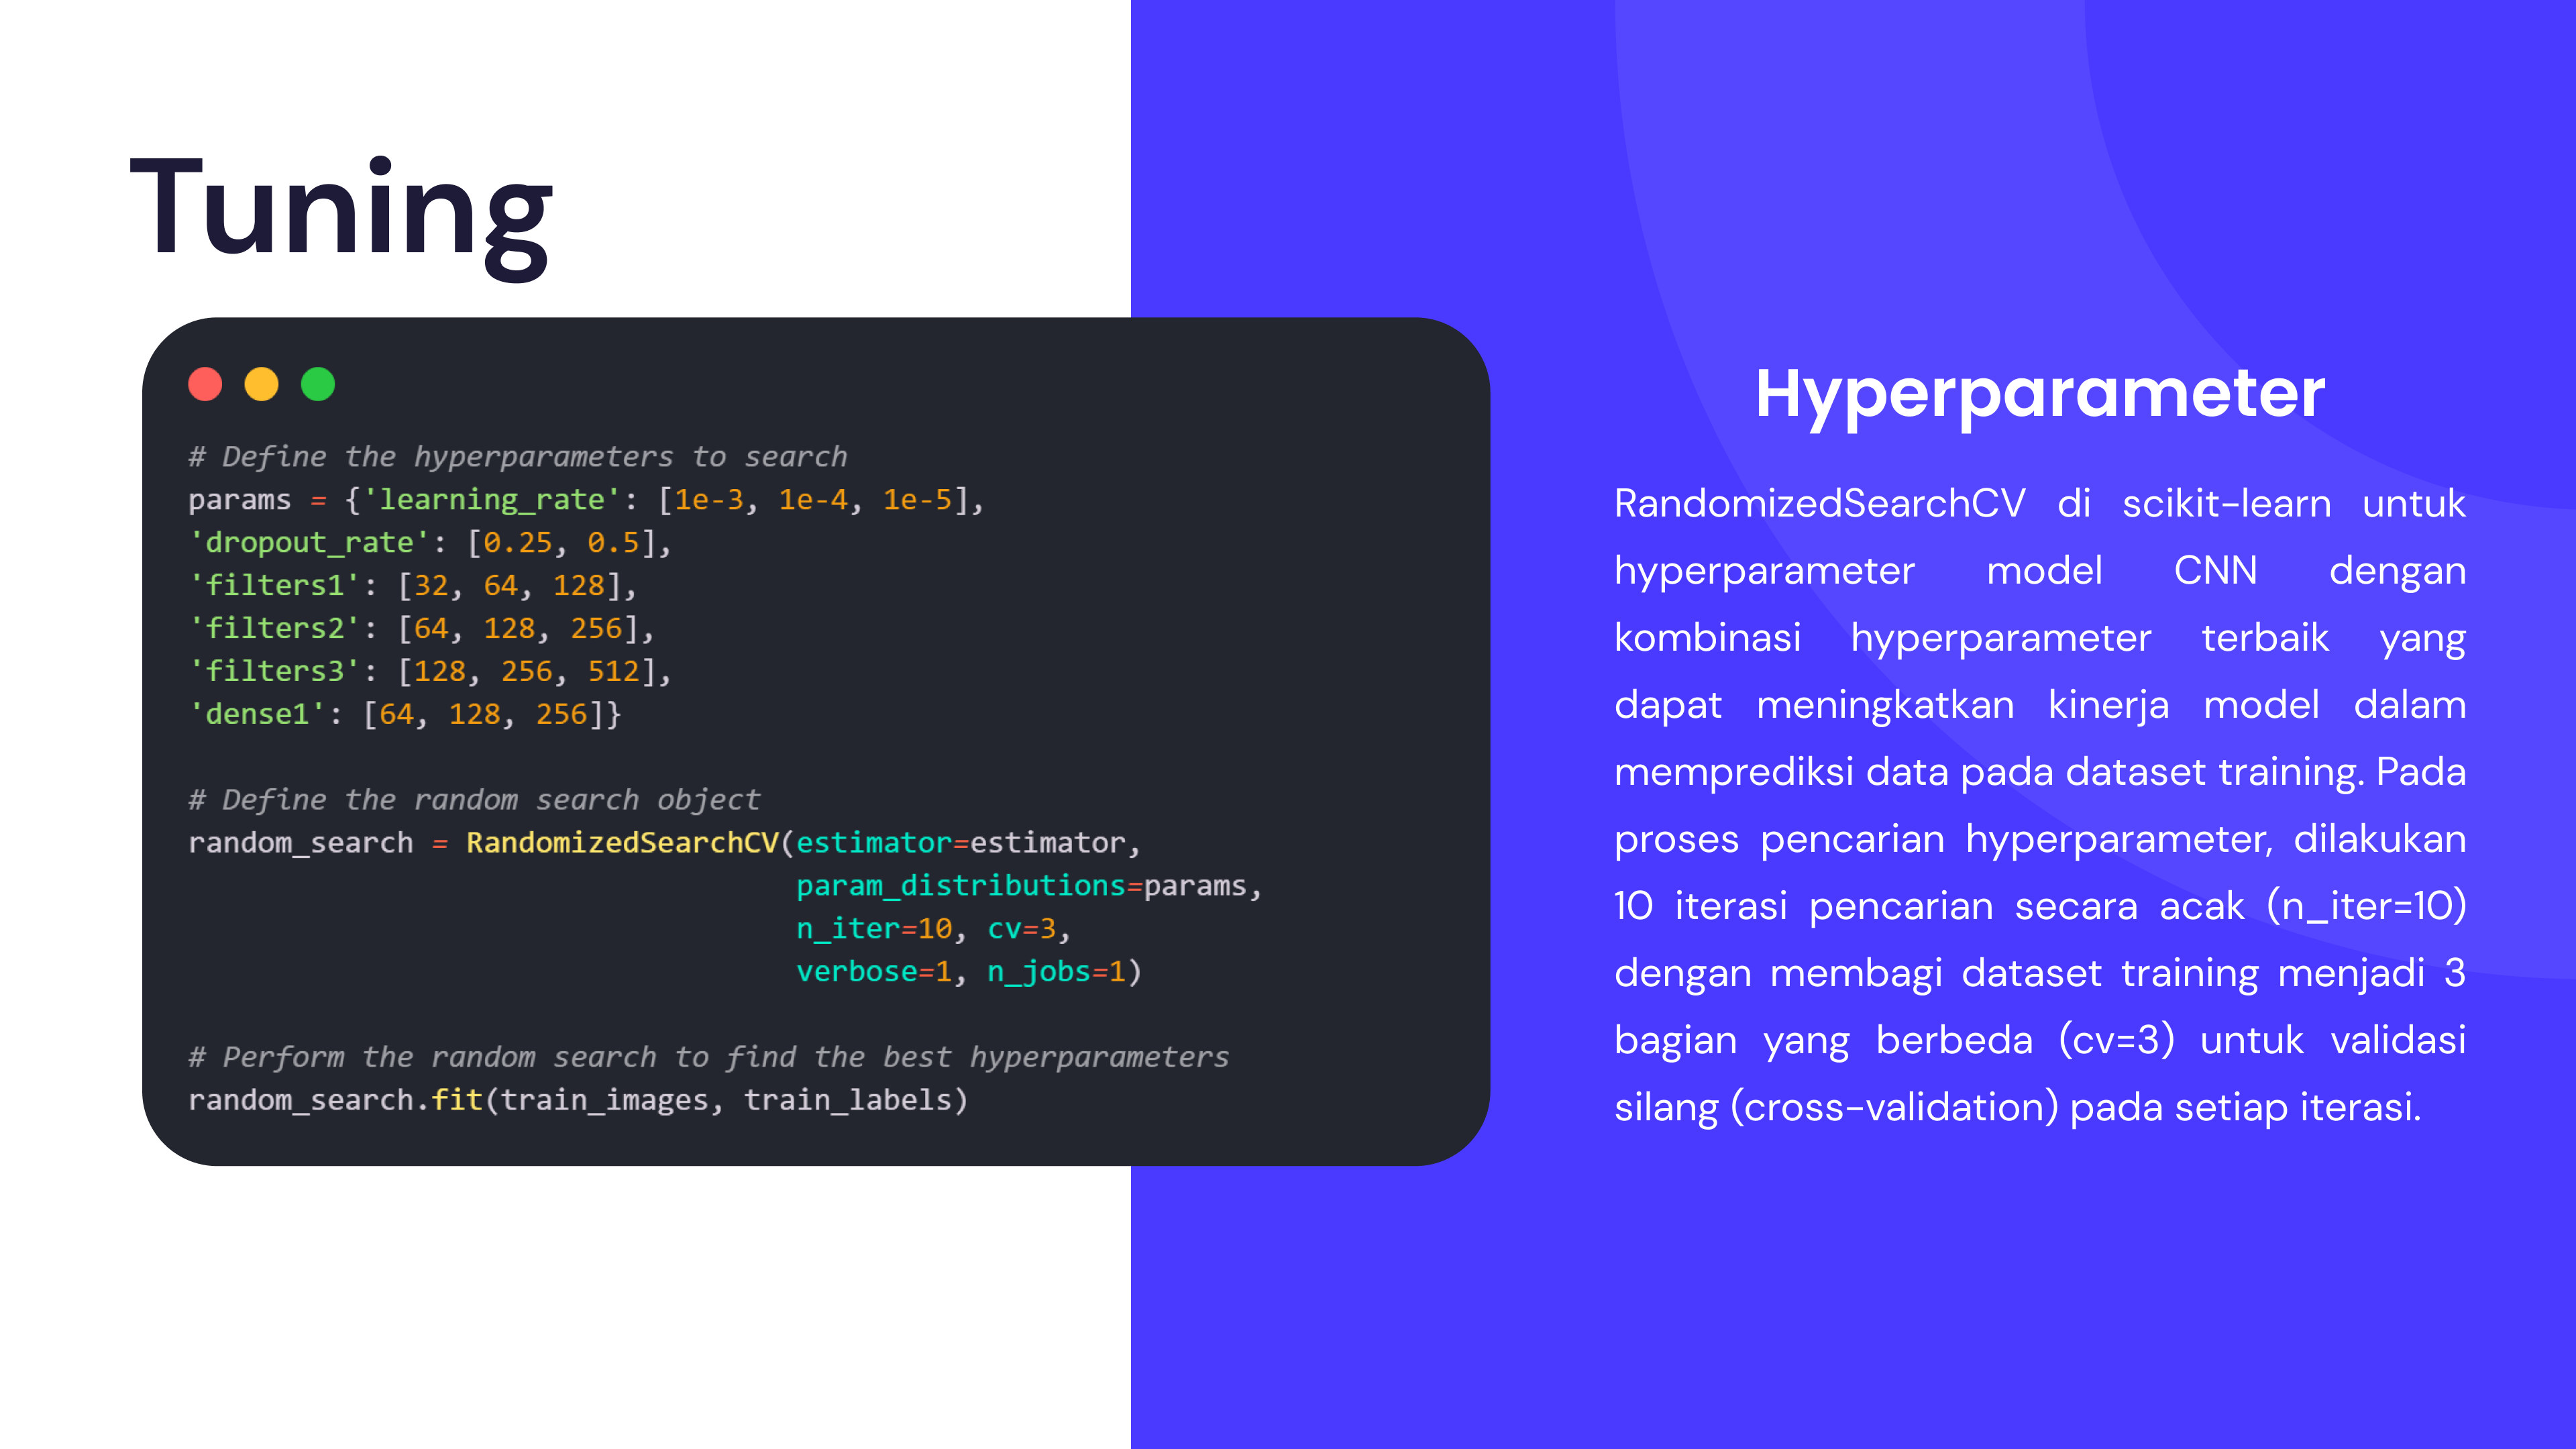 Tuning
# Define the hyperparameters to search
params = {'learning_rate': [1e-3, 1e-4, 1e-5],
'dropout_rate': [0.25, 0.5],
'filters1': [32, 64, 128],
'filters2': [64, 128, 256],
'filters3': [128, 256, 512],
'dense1': [64, 128, 256]}
# Define the random search object
random_search = RandomizedSearchCV(estimator=estimator,
param_distributions=params,
n_iter=10, cv=3,
verbose=1, n_jobs=1)
# Perform the random search to find the best hyperparameters
random_search.fit(train_images, train_labels)
Hyperparameter
RandomizedSearchCV di scikit-learn untuk
hyperparameter model CNN dengan
kombinasi hyperparameter terbaik yang
dapat meningkatkan kinerja model dalam
memprediksi data pada dataset training. Pada
proses pencarian hyperparameter, dilakukan
10 iterasi pencarian secara acak (n_iter=10)
dengan membagi dataset training menjadi 3
bagian yang berbeda (cv=3) untuk validasi
silang (cross-validation) pada setiap iterasi.